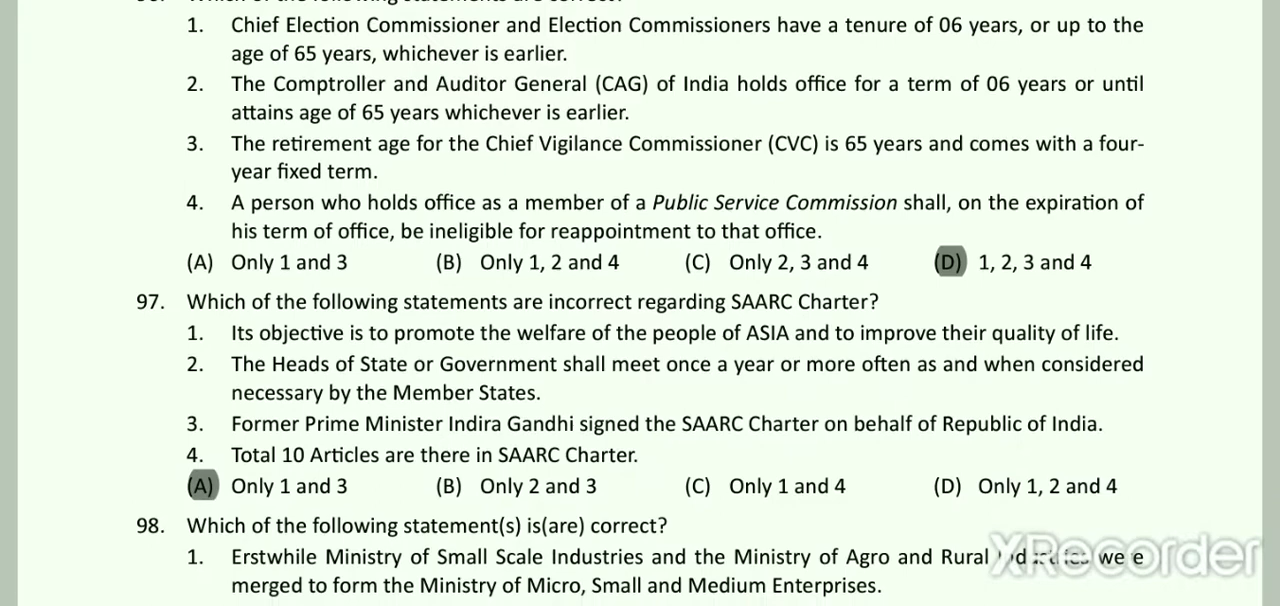 1. Chief Election Commissioner and Election Commissioners have a tenure of 06 years, or up to the
age of 65 years, whichever is earlier.
2. The Comptroller and Auditor General (CAG) of India holds office for a term of 06 years or until
attains age of 65 years whichever is earlier.
3. The retirement age for the Chief Vigilance Commissioner (CVC) is 65 years and comes with a four-
year fixed term.
4. A person who holds office as a member of a Public Service Commission shall, on the expiration of
his term of office, be ineligible for reappointment to that office.
(A) Only 1 and 3 (B) Only 1, 2 and 4 (C) Only 2, 3 and 4 (D) 1, 2, 3 and 4
97. Which of the following statements are incorrect regarding SAARC Charter?
1. Its objective is to promote the welfare of the people of ASIA and to improve their quality of life.
2. The Heads of State or Government shall meet once a year or more often as and when considered
necessary by the Member States.
3. Former Prime Minister Indira Gandhi signed the SAARC Charter on behalf of Republic of India.
4. Total 10 Articles are there in SAARC Charter.
(A) Only 1 and 3 (B) Only 2 and 3 (C) Only 1 and 4 (D) Only 1, 2 and 4
98. Which of the following statement(s) is(are) correct?
1. Erstwhile Ministry of Small Scale Industries and the Ministry of Agro and Rural were
merged to form the Ministry of Micro, Small and Medium Enterprises.
XRecorder